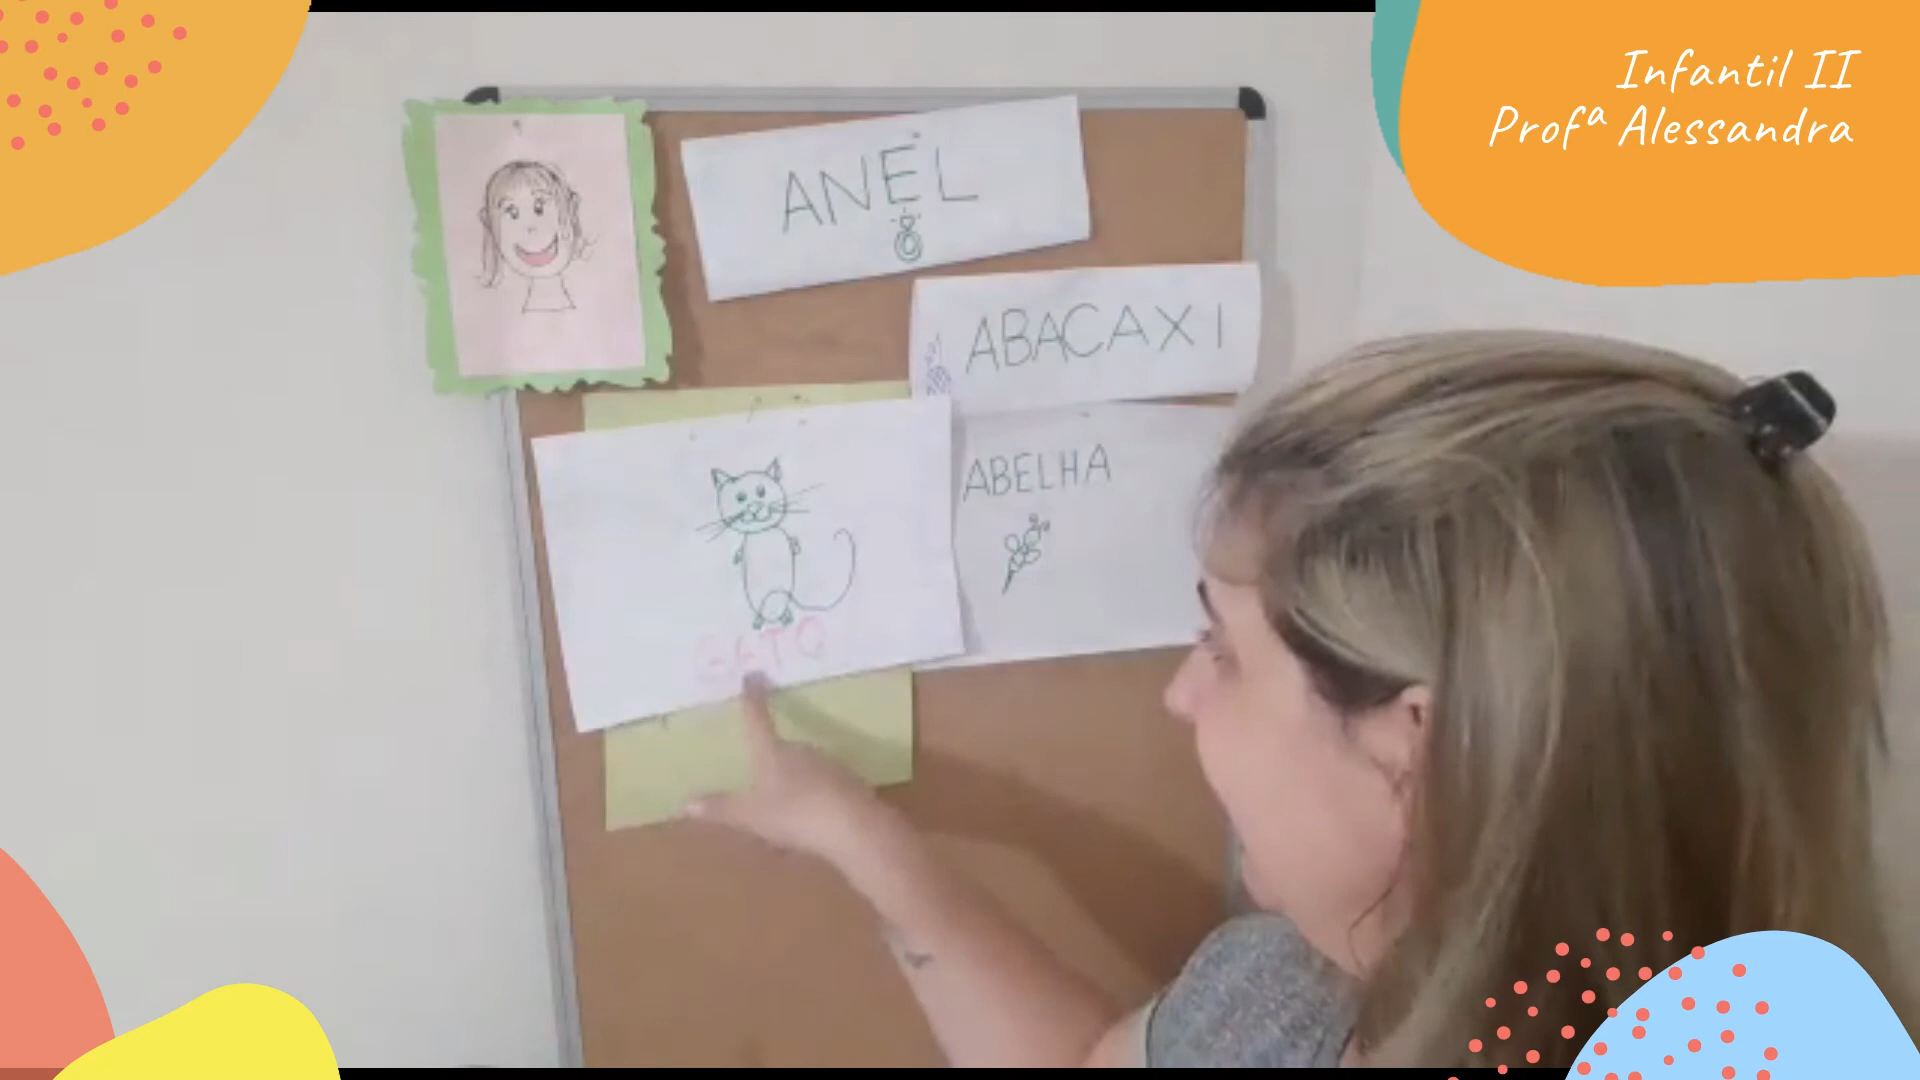 Infantil II
Profª Alessandra
ANEL
ABACAXI
ABELHA
GATO